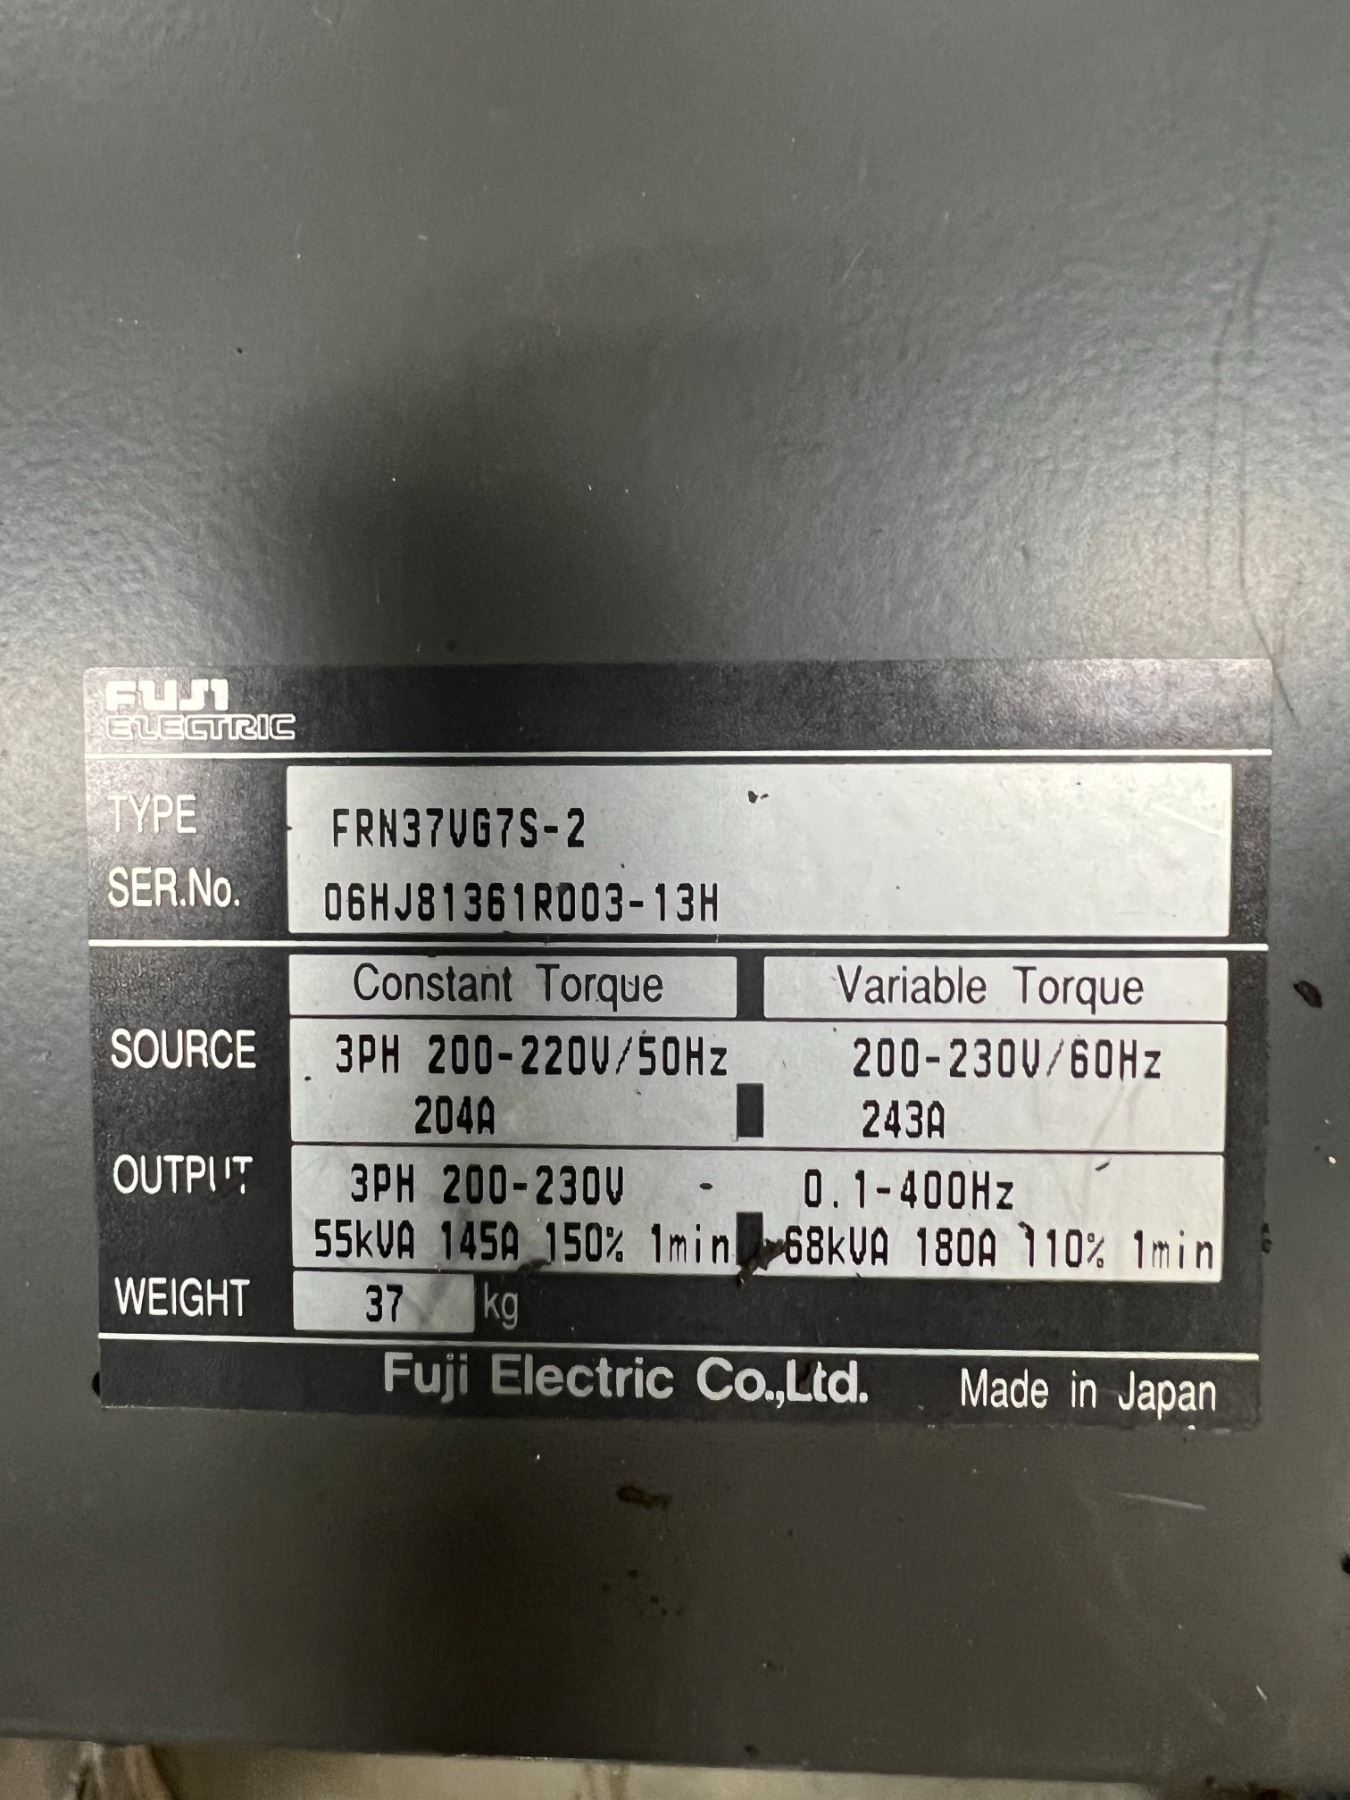 FUJI
ELECTRIC
TYPE FRN37VG7S-2
SER.No. 06HJ81361R003-13H
Constant Torque Variable Torque
SOURCE 3PH 200-220V/50Hz 200-230V/60Hz
204A 243A
OUTPUT 3PH 200-230V - 0.1-400Hz
55kVA 145A 150% 1min 68kVA 180A 110% 1min
WEIGHT 37 kg
Fuji Electric Co.,Ltd. Made in Japan